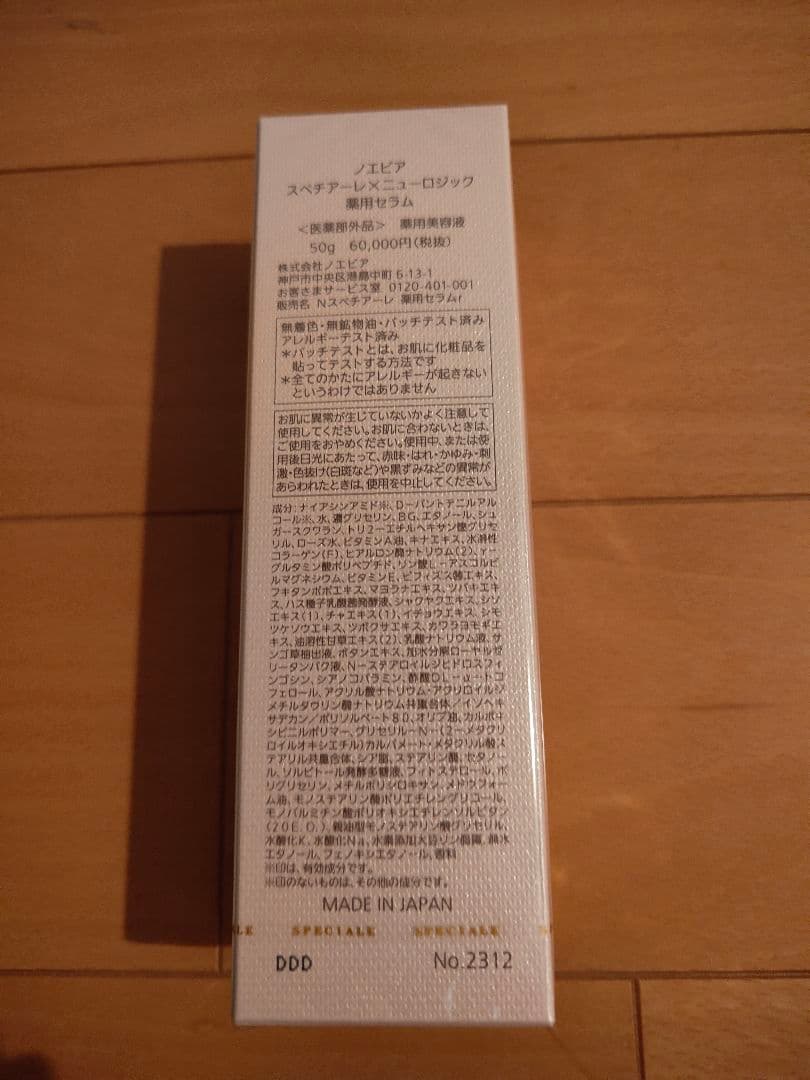 ノエビア
スペチアーレ×ニューロジック
薬用セラム
＜医薬部外品＞ 薬用美容液
50g 60,000円（税抜）
株式会社ノエビア
神戸市中央区港島中町6-13-1
お客さまサービス室 0120-401-001
販売名 Nスペチアーレ 薬用セラムr
無着色・無鉱物油・パッチテスト済み
アレルギーテスト済み
＊パッチテストとは、お肌に化粧品を
貼ってテストする方法です
＊全てのかたにアレルギーが起きない
というわけではありません
お肌に異常が生じていないかよく注意して
使用してください。お肌に合わないときは、
ご使用をおやめください。使用中、または使
用後日光にあたって、赤味・はれ・かゆみ・刺
激・色抜け（白斑など）や黒ずみなどの異常が
あらわれたときは、使用を中止してください。
成分：ナイアシンアミド※、D－パントテニルアル
コール※、水、濃グリセリン、BG、エタノール、シュ
ガースクワラン、トリ2－エチルヘキサン酸グリセ
リル、ローズ水、ビタミンA油、キナエキス、水溶性
コラーゲン（F）、ヒアルロン酸ナトリウム（2）、γ－
グルタミン酸ポリペプチド、リン酸L－アスコルビ
ルマグネシウム、ビタミンE、ビフィズス菌エキス、
フキタンポポエキス、マヨラナエキス、ツバキエキ
ス、ハス種子乳酸菌発酵液、シャクヤクエキス、シソ
エキス（1）、チャエキス（1）、イチョウエキス、シモ
ツケソウエキス、ツボクサエキス、カワラヨモギエ
キス、油溶性甘草エキス（2）、乳酸ナトリウム液、サ
ンゴ草抽出液、ボタンエキス、加水分解ローヤルゼ
リータンパク液、N－ステアロイルジヒドロスフィ
ンゴシン、シアノコバラミン、酢酸DL－α－トコ
フェロール、アクリル酸ナトリウム・アクリロイルジ
メチルタウリン酸ナトリウム共重合体／イソヘキ
サデカン／ポリソルベート80、オリブ油、カルボキ
シビニルポリマー、グリセリル－N－（2－メタクリ
ロイルオキシエチル）カルバメート・メタクリル酸ス
テアリル共重合体、シア脂、ステアリン酸、セタノー
ル、ソルビトール発酵多糖液、フィトステロール、ポ
リグリセリン、メチルポリシロキサン、メドウフォー
ム油、モノステアリン酸ポリエチレングリコール、
モノパルミチン酸ポリオキシエチレンソルビタン
（20E.O.）、親油型モノステアリン酸グリセリル、
水酸化K、水酸化Na、水素添加大豆リン脂質、無水
エタノール、フェノキシエタノール、香料
※印は、有効成分です。
※印のないものは、その他の成分です。
MADE IN JAPAN
LE SPECIALE SPECIALE
DDD No.2312